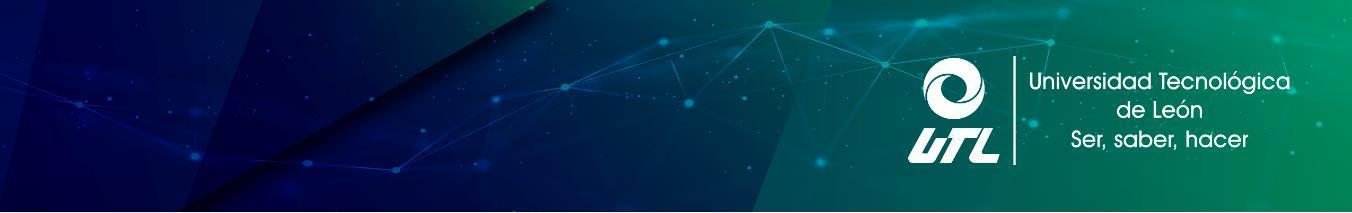 UTL
Universidad Tecnológica
de León
Ser, saber, hacer